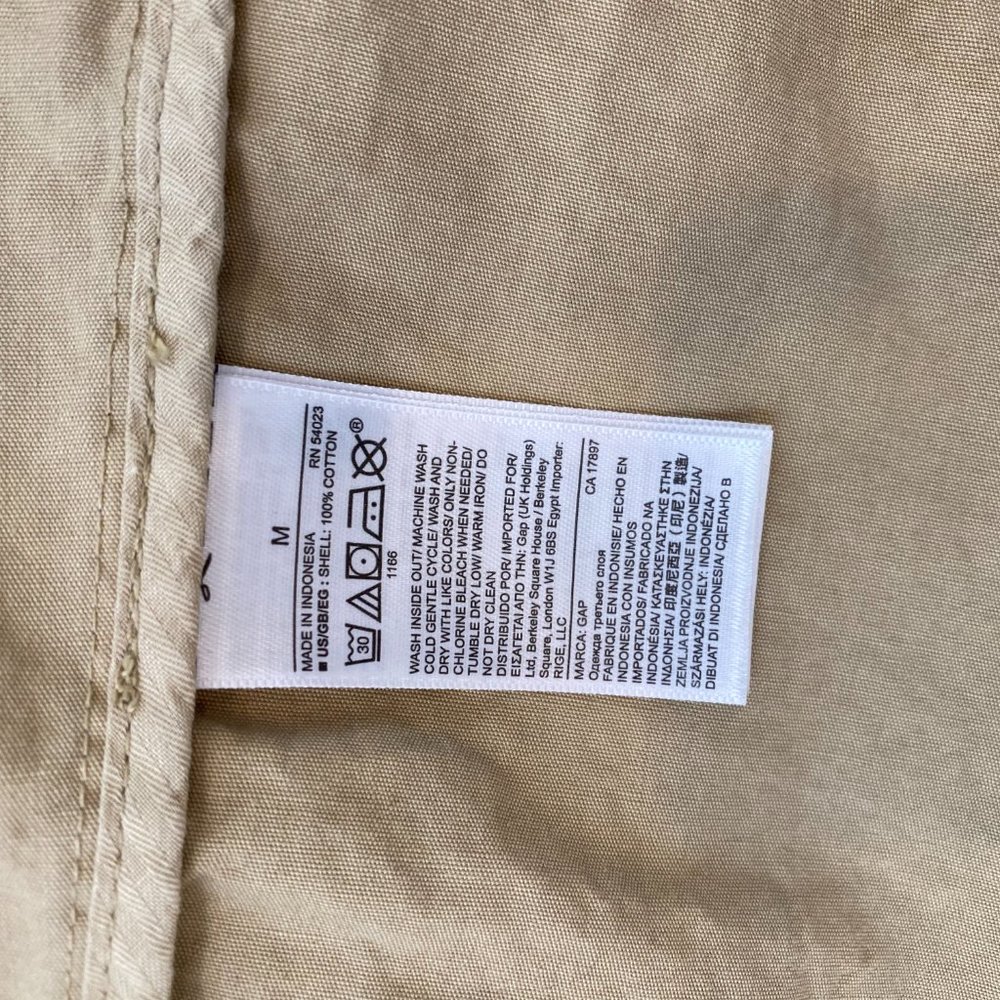 M
MADE IN INDONESIA
RN 54023
■ US/GB/EG : SHELL: 100% COTTON
30
®
1166
WASH INSIDE OUT/ MACHINE WASH
COLD GENTLE CYCLE/ WASH AND
DRY WITH LIKE COLORS/ ONLY NON-
CHLORINE BLEACH WHEN NEEDED/
TUMBLE DRY LOW/ WARM IRON/ DO
NOT DRY CLEAN
DISTRIBUIDO POR/ IMPORTED FOR/
ΕΙΣΑΓΕΤΑΙ ΑΠΟ ΤΗΝ: Gap (UK Holdings)
Ltd, Berkeley Square House / Berkeley
Square, London W1J 6BS Egypt Importer:
RIGE, LLC
MARCA: GAP
CA 17897
Одежда третьего слоя
FABRIQUE EN INDONISIE/ HECHO EN
INDONESIA CON INSUMOS
IMPORTADOS/ FABRICADO NA
INDONÉSIA/ ΚΑΤΑΣΚΕΥΑΣΤΗΚΕ ΣΤΗΝ
ΙΝΔΟΝΗΣΙΑ/ 印度尼西亞（印尼）製造/
ZEMLJA PROIZVODNJE INDONEZIJA/
SZÁRMAZÁSI HELY: INDONÉZIA/
DIBUAT DI INDONESIA/ СДЕЛАНО В